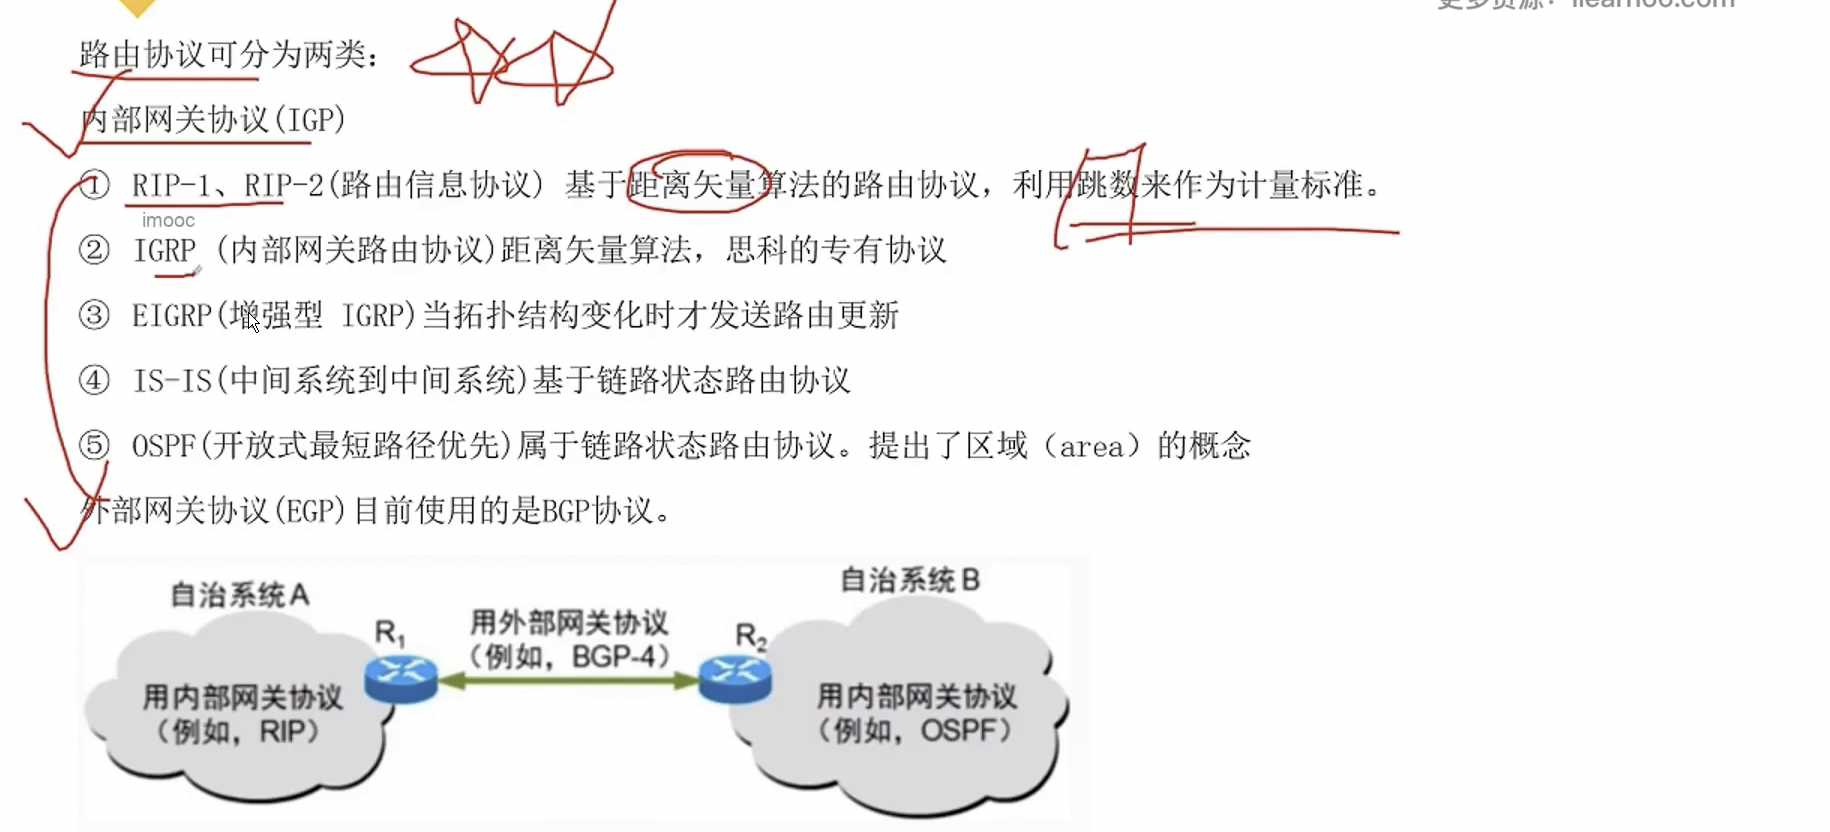 更多资源：ilearn66.com
路由协议可分为两类：
内部网关协议(IGP)
① RIP-1、RIP-2(路由信息协议) 基于距离矢量算法的路由协议，利用跳数来作为计量标准。
imooc
② IGRP (内部网关路由协议)距离矢量算法，思科的专有协议
③ EIGRP(增强型 IGRP)当拓扑结构变化时才发送路由更新
④ IS-IS(中间系统到中间系统)基于链路状态路由协议
⑤ OSPF(开放式最短路径优先)属于链路状态路由协议。提出了区域（area）的概念
外部网关协议(EGP)目前使用的是BGP协议。
自治系统A
自治系统B
R1
用外部网关协议
（例如，BGP-4）
R2
用内部网关协议
（例如，RIP）
用内部网关协议
（例如，OSPF）